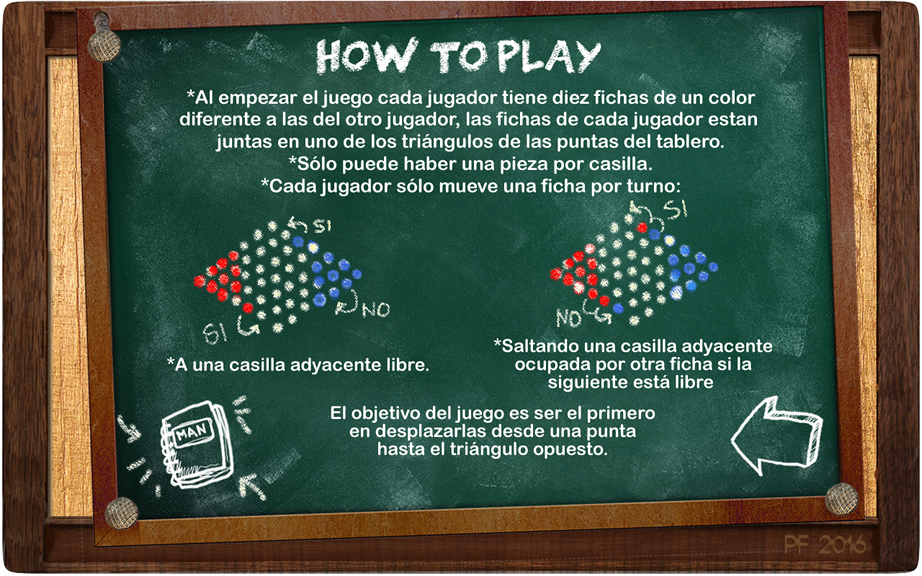 HOW TO PLAY
*Al empezar el juego cada jugador tiene diez fichas de un color
diferente a las del otro jugador, las fichas de cada jugador estan
juntas en uno de los triángulos de las puntas del tablero.
*Sólo puede haber una pieza por casilla.
*Cada jugador sólo mueve una ficha por turno:
SI
NO
SI
*A una casilla adyacente libre.
SI
NO
*Saltando una casilla adyacente
ocupada por otra ficha si la
siguiente está libre
El objetivo del juego es ser el primero
en desplazarlas desde una punta
hasta el triángulo opuesto.
MAN
PF 2016